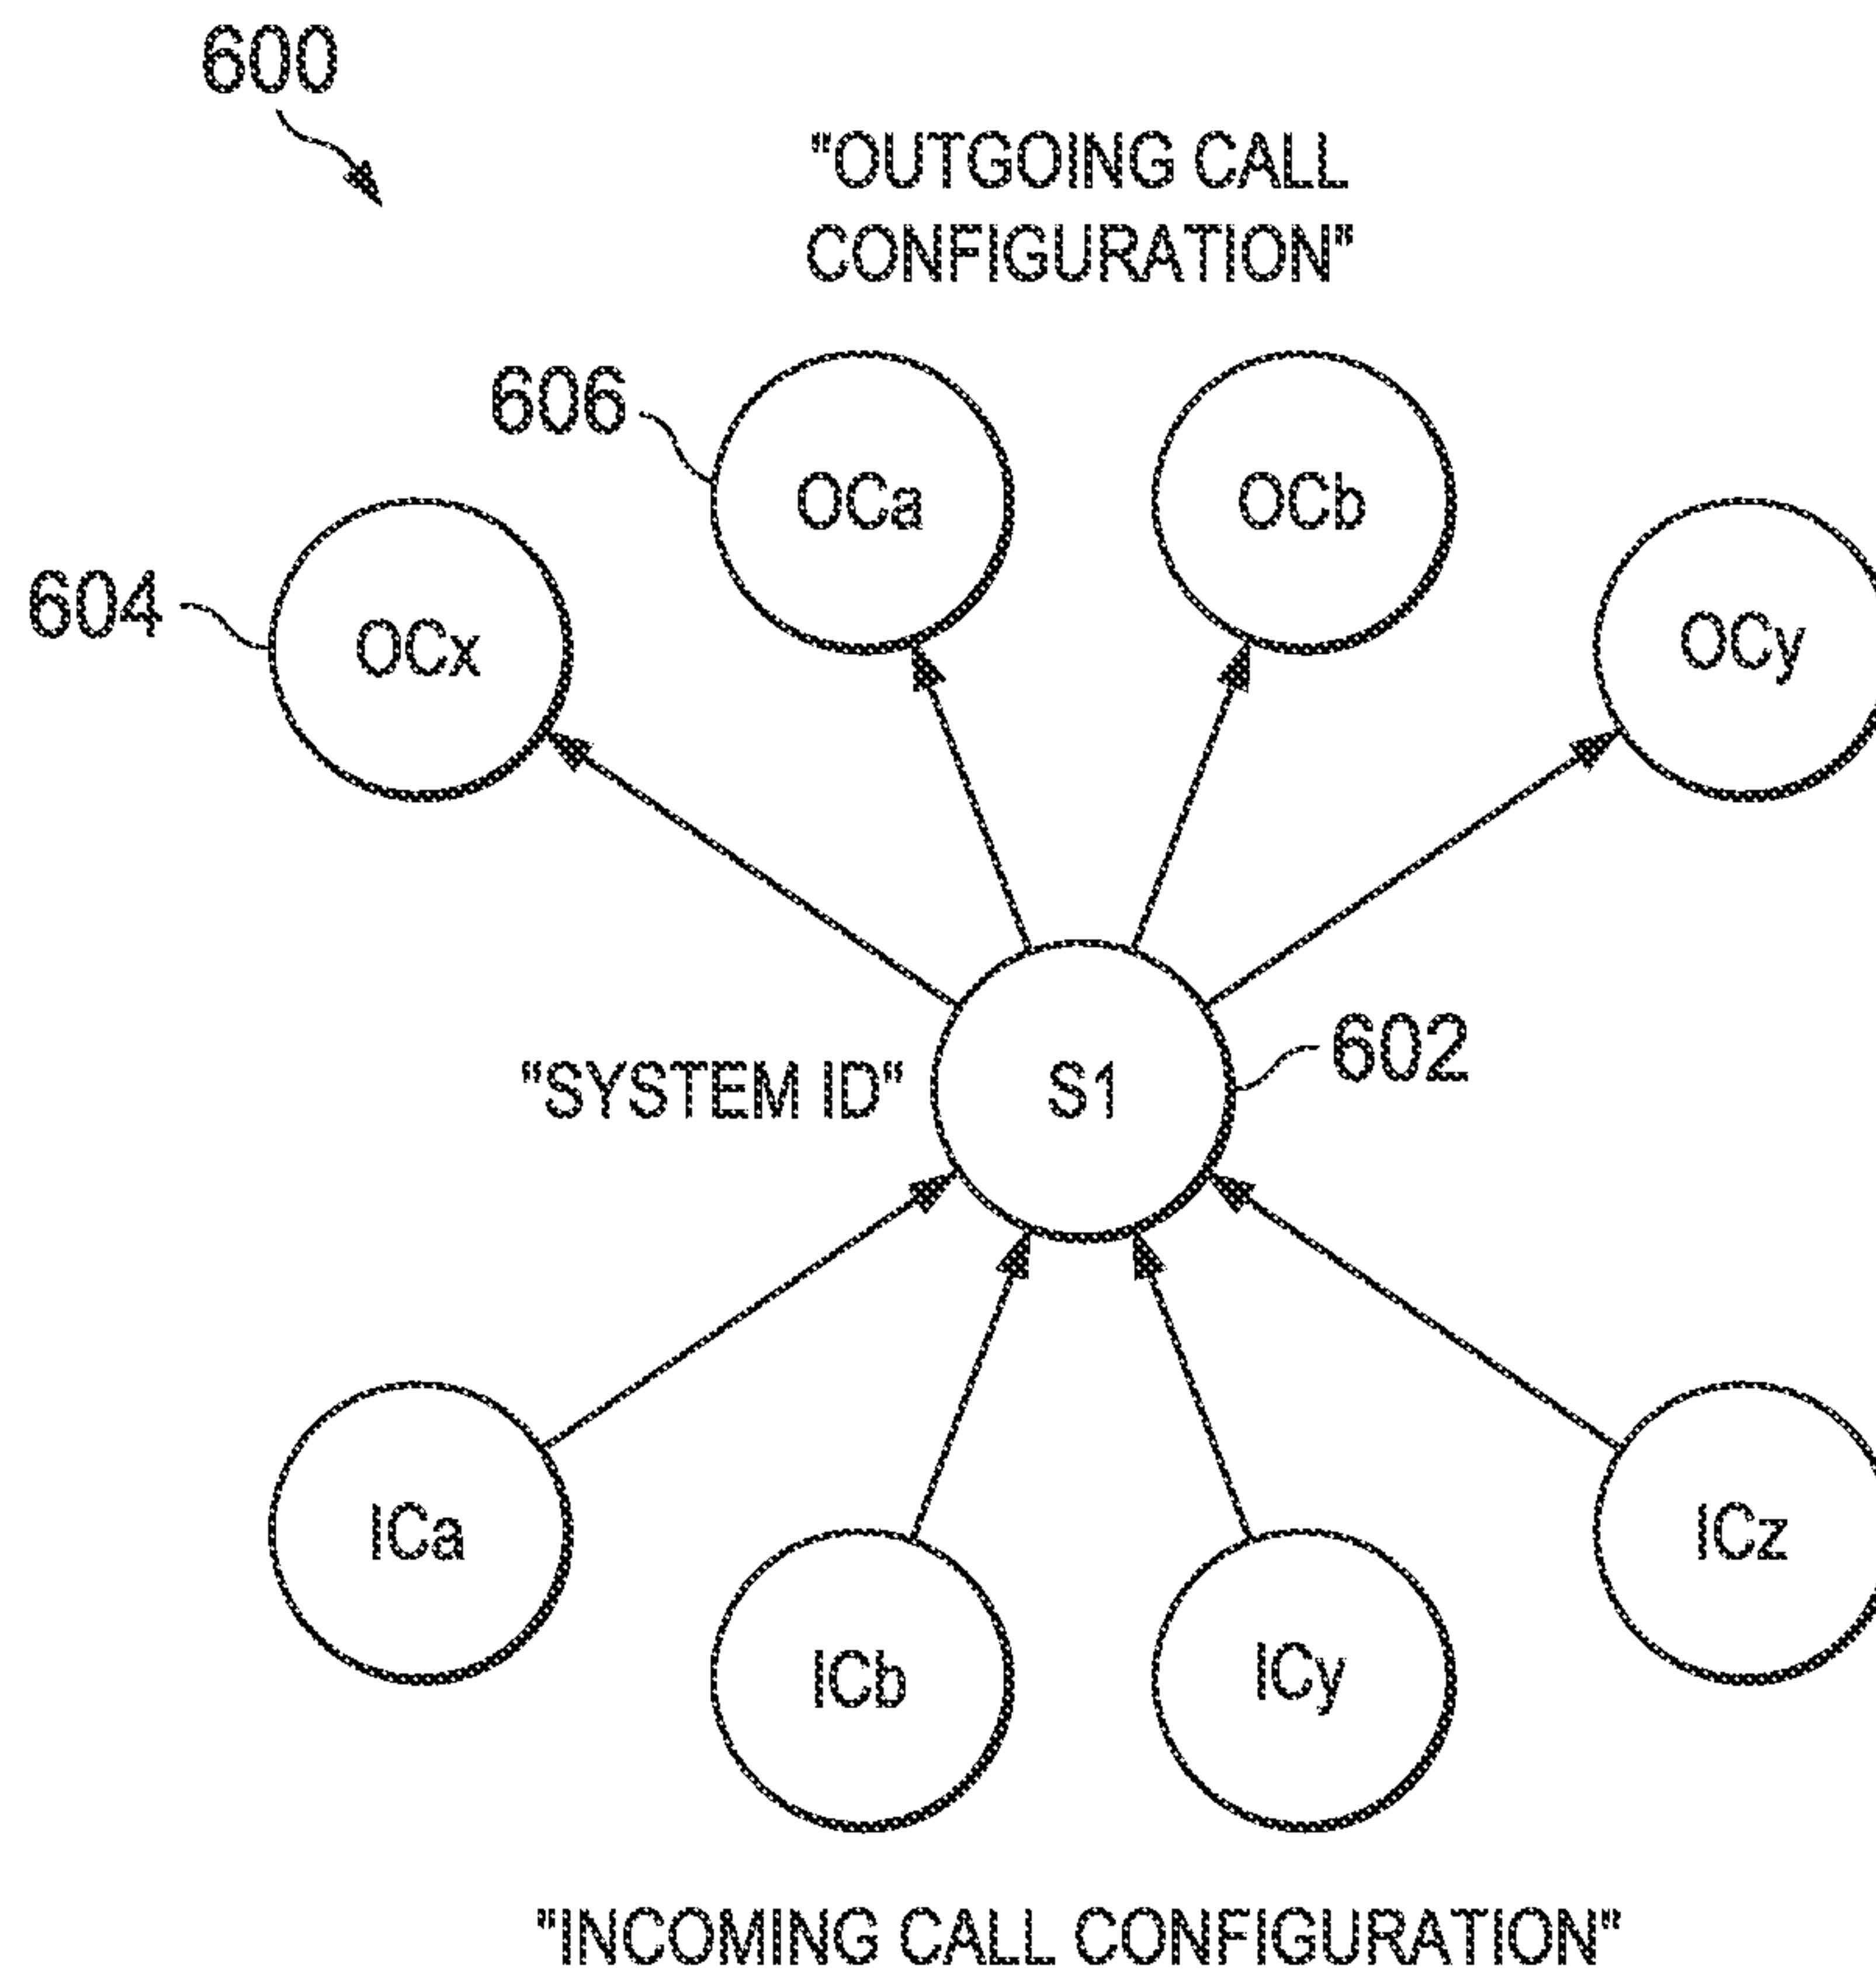 600
"OUTGOING CALL
CONFIGURATION"
606
OCa
OCb
604
OCx
OCy
"SYSTEM ID"
S1
602
ICa
ICz
ICb
ICy
"INCOMING CALL CONFIGURATION"